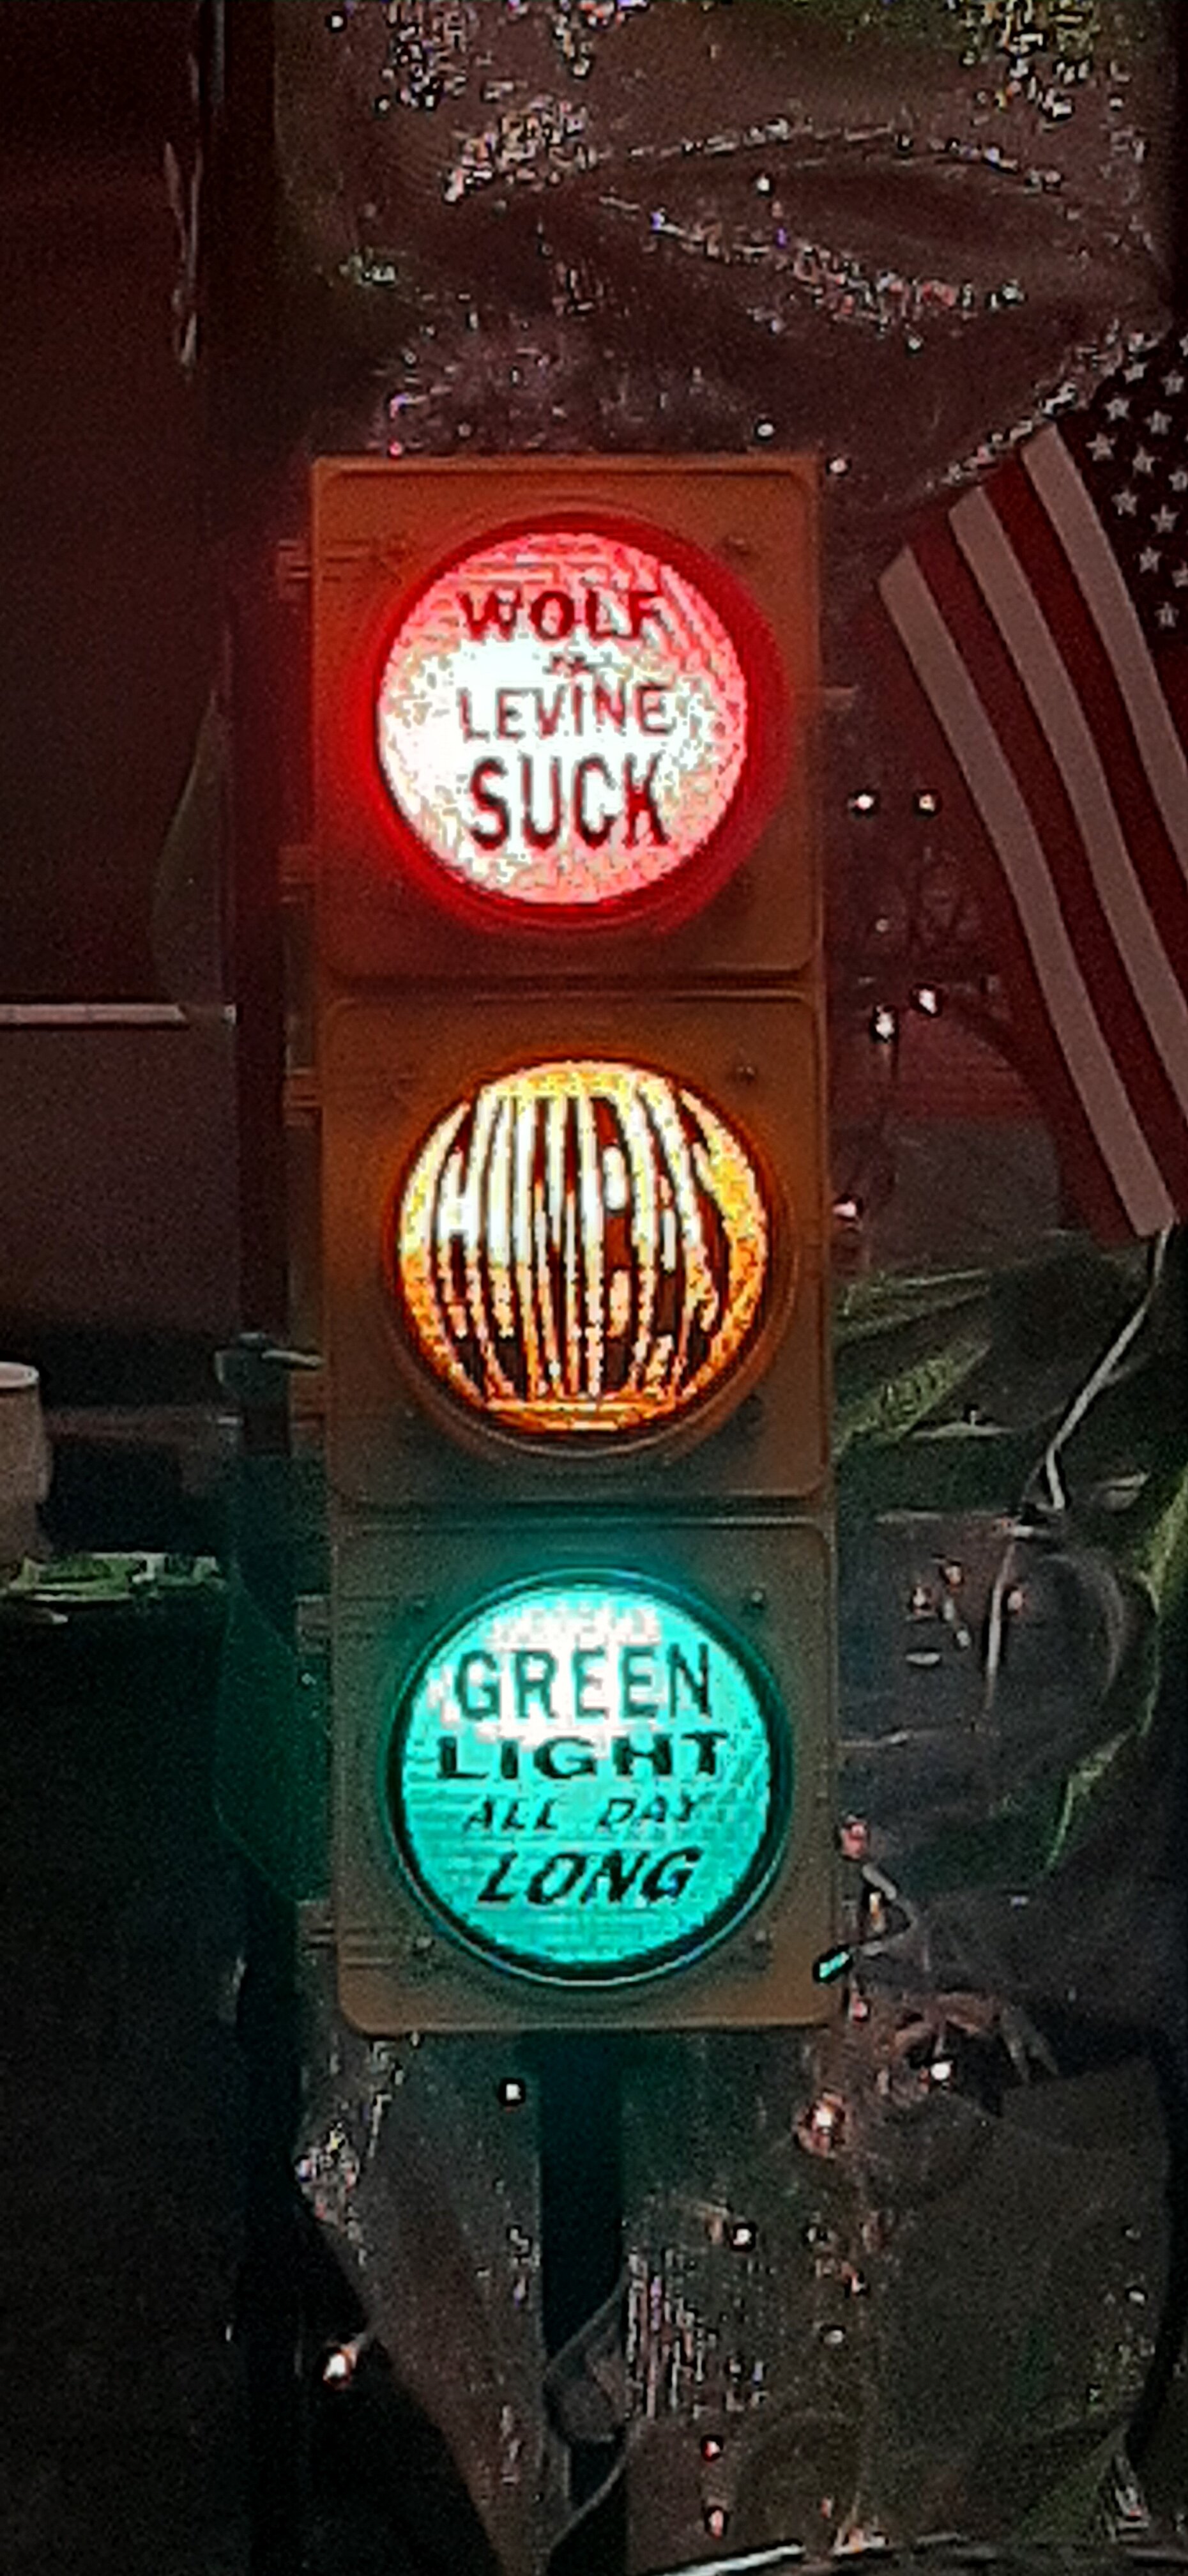 WOLF
LEVINE
SUCK
GREEN
LIGHT
ALL DAY
LONG